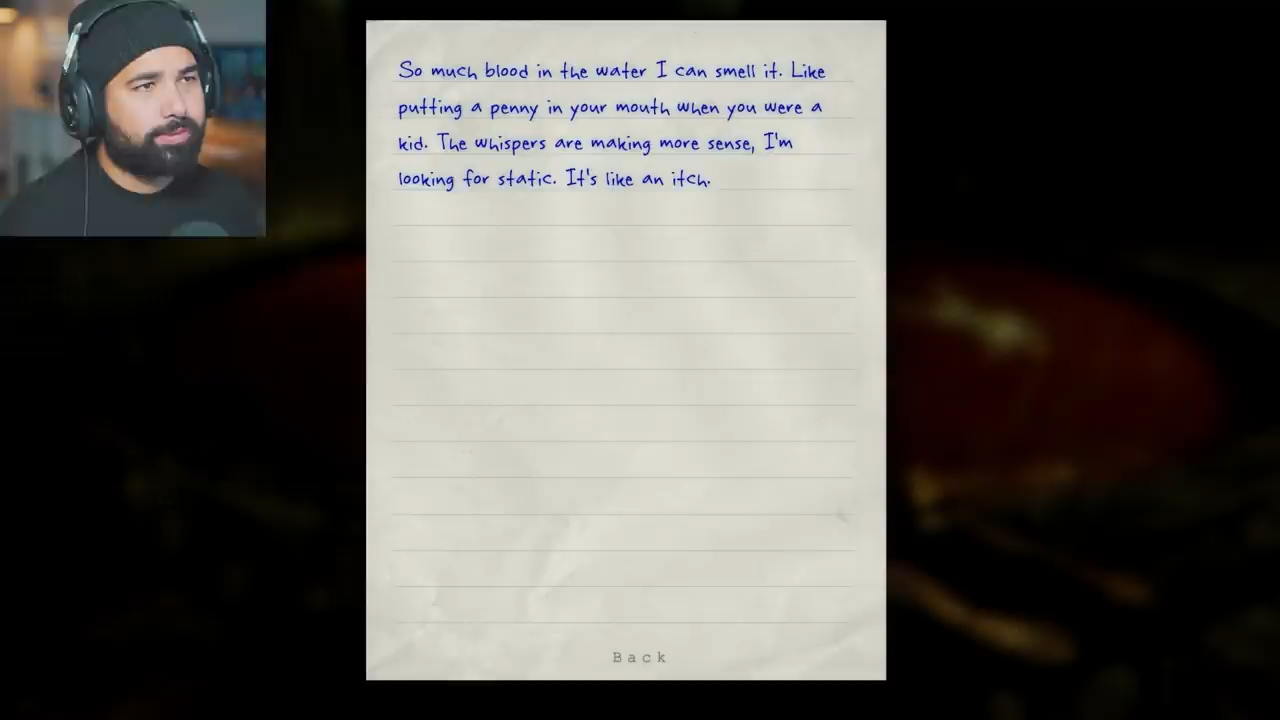 So much blood in the water I can smell it. Like
putting a penny in your mouth when you were a
kid. The whispers are making more sense, I'm
looking for static. It's like an itch.
Back